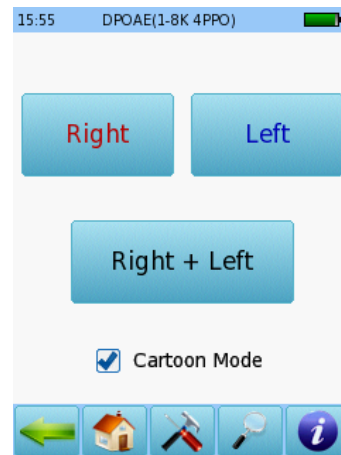 15:55 DPOAE(1-8K 4PPO)
Right Left
Right + Left
Cartoon Mode
i